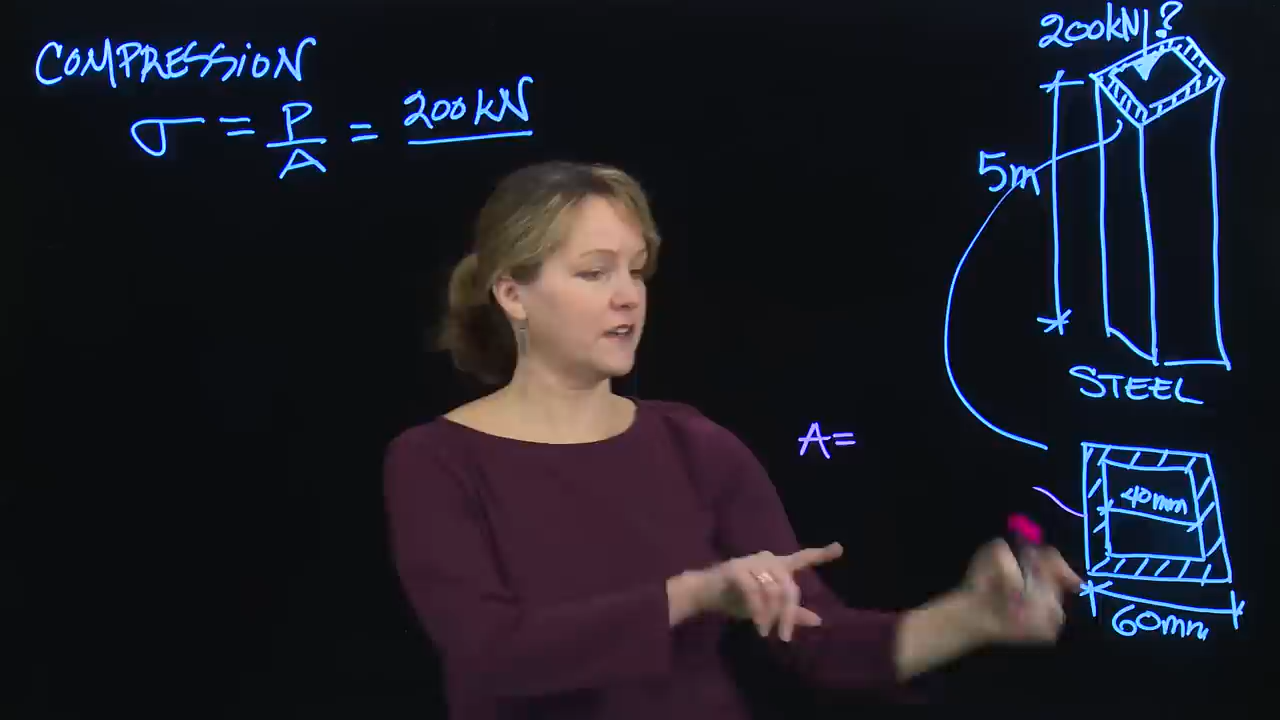 COMPRESSION
σ = P/A = 200kN
200kN ?
5m
STEEL
A=
40mm
60mm